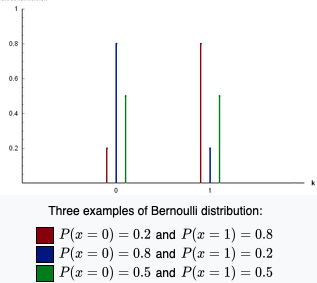 1
0.8
0.6
0.4
0.2
0
1
k
Three examples of Bernoulli distribution:
P(x = 0) = 0.2 and P(x = 1) = 0.8
P(x = 0) = 0.8 and P(x = 1) = 0.2
P(x = 0) = 0.5 and P(x = 1) = 0.5